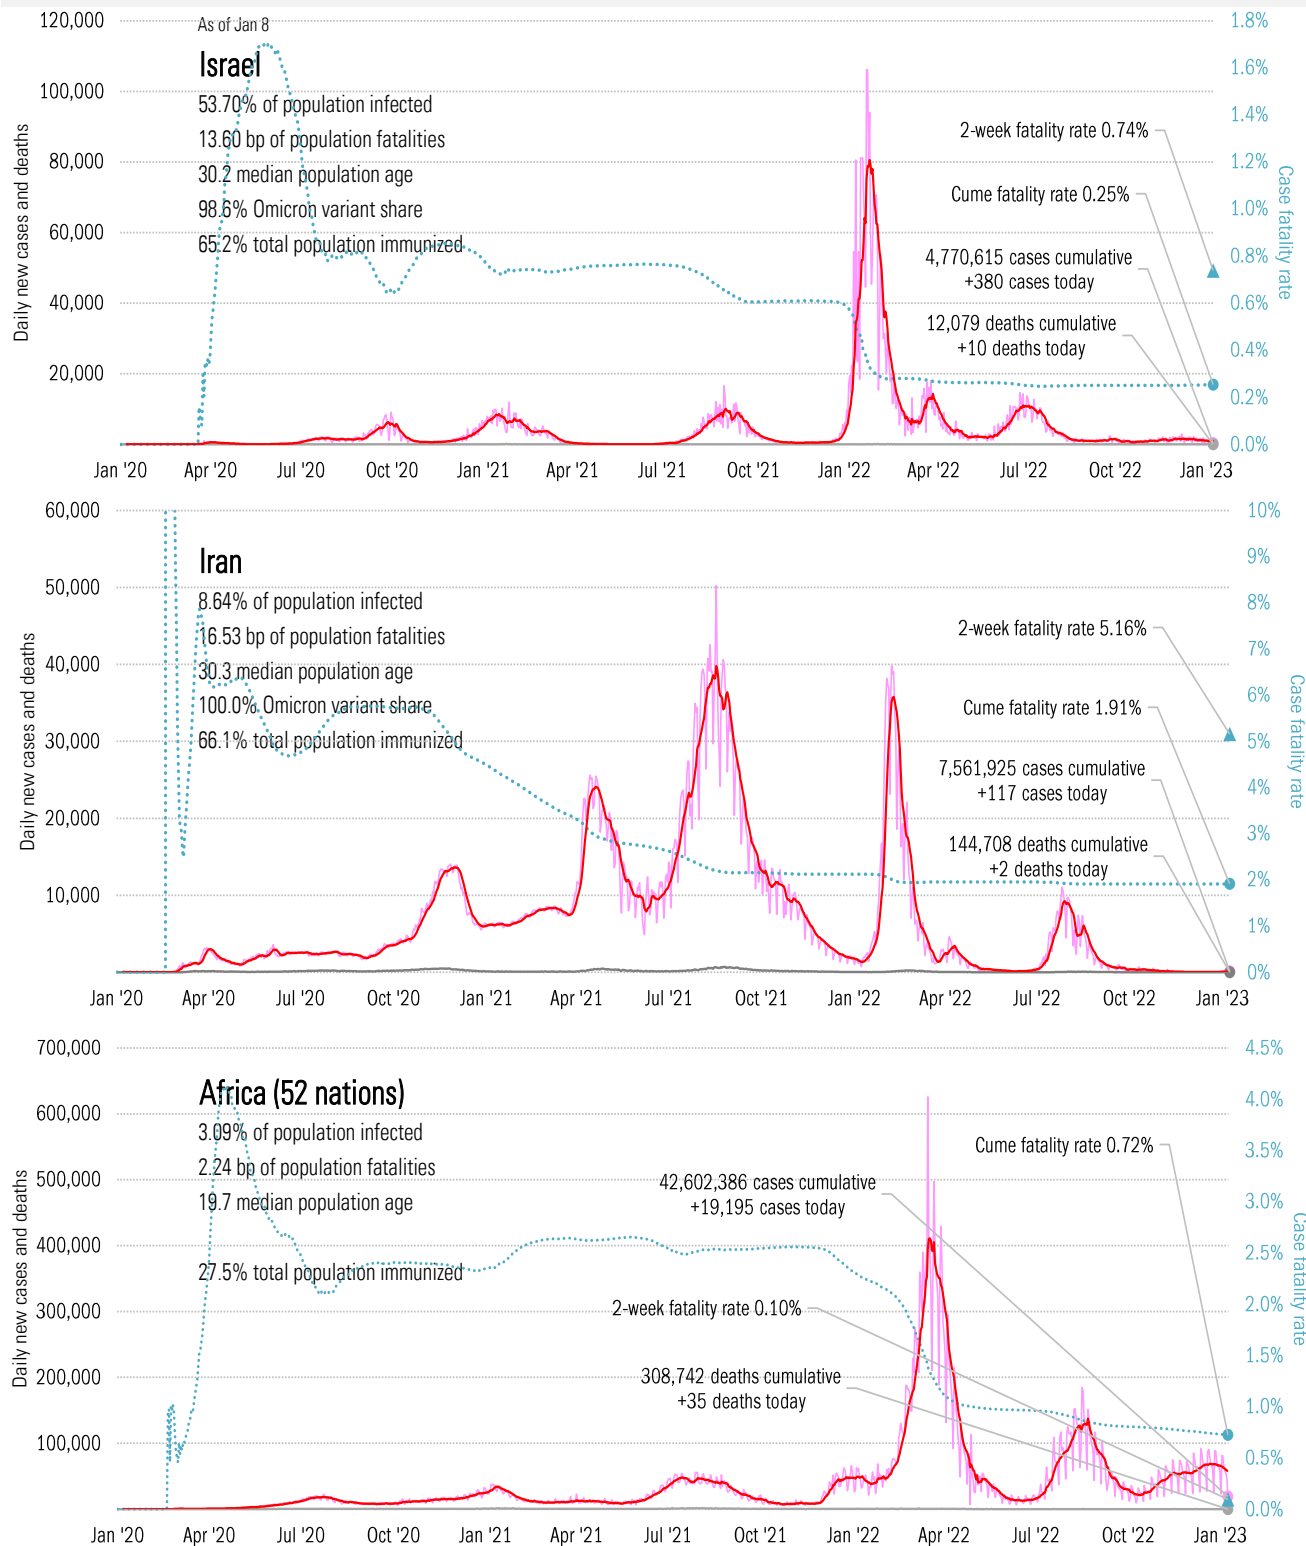 As of Jan 8
Israel
53.70% of population infected
13.60 bp of population fatalities
30.2 median population age
98.6% Omicron variant share
65.2% total population immunized
Daily new cases and deaths
120,000
100,000
80,000
60,000
40,000
20,000
2-week fatality rate 0.74%
Cume fatality rate 0.25%
4,770,615 cases cumulative
+380 cases today
12,079 deaths cumulative
+10 deaths today
1.8%
1.6%
1.4%
1.2%
1.0%
0.8%
0.6%
0.4%
0.2%
0.0%
Case fatality rate
Jan '20 Apr '20 Jul '20 Oct '20 Jan '21 Apr '21 Jul '21 Oct '21 Jan '22 Apr '22 Jul '22 Oct '22 Jan '23
Iran
8.64% of population infected
16.53 bp of population fatalities
30.3 median population age
100.0% Omicron variant share
66.1% total population immunized
Daily new cases and deaths
60,000
50,000
40,000
30,000
20,000
10,000
2-week fatality rate 5.16%
Cume fatality rate 1.91%
7,561,925 cases cumulative
+117 cases today
144,708 deaths cumulative
+2 deaths today
10%
9%
8%
7%
6%
5%
4%
3%
2%
1%
0%
Case fatality rate
Jan '20 Apr '20 Jul '20 Oct '20 Jan '21 Apr '21 Jul '21 Oct '21 Jan '22 Apr '22 Jul '22 Oct '22 Jan '23
Africa (52 nations)
3.09% of population infected
2.24 bp of population fatalities
19.7 median population age
27.5% total population immunized
Daily new cases and deaths
700,000
600,000
500,000
400,000
300,000
200,000
100,000
Cume fatality rate 0.72%
42,602,386 cases cumulative
+19,195 cases today
2-week fatality rate 0.10%
308,742 deaths cumulative
+35 deaths today
4.5%
4.0%
3.5%
3.0%
2.5%
2.0%
1.5%
1.0%
0.5%
0.0%
Case fatality rate
Jan '20 Apr '20 Jul '20 Oct '20 Jan '21 Apr '21 Jul '21 Oct '21 Jan '22 Apr '22 Jul '22 Oct '22 Jan '23